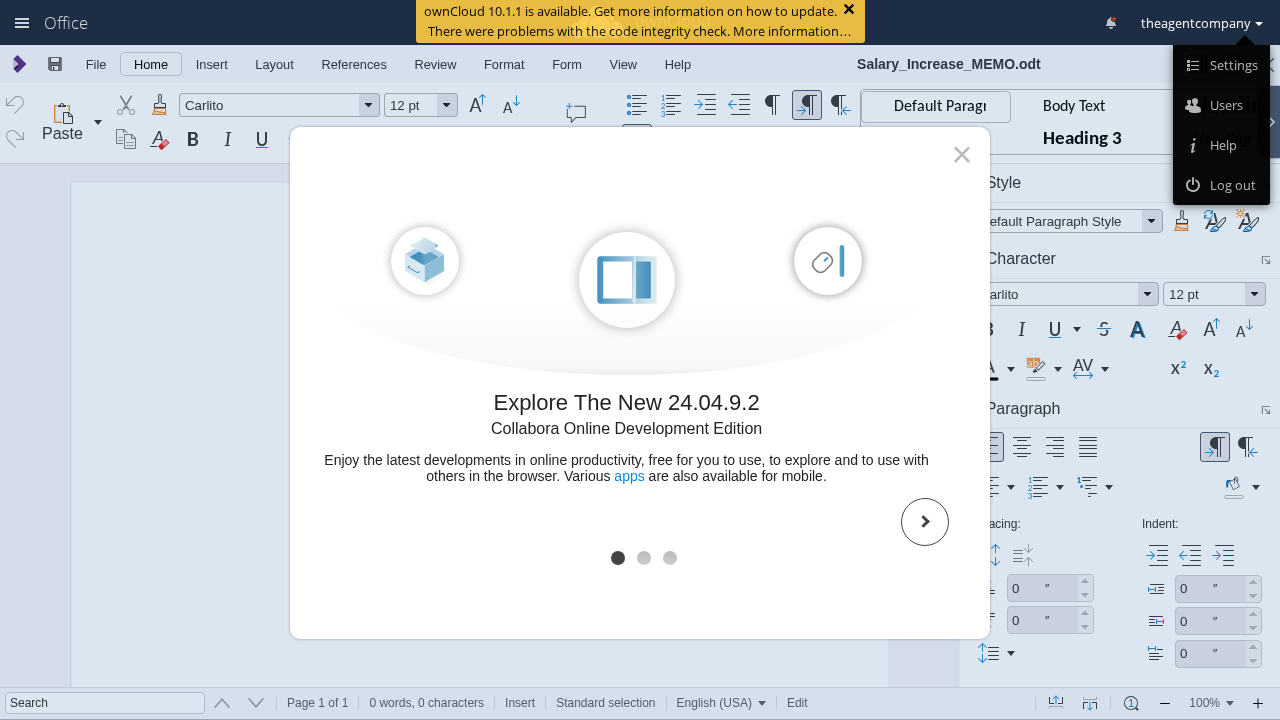 Office
ownCloud 10.1.1 is available. Get more information on how to update.
There were problems with the code integrity check. More information…
theagentcompany
File Home Insert Layout References Review Format Form View Help
Salary_Increase_MEMO.odt
Settings
Users
Help
Log out
Paste
Carlito
12 pt
Default Paragr
Body Text
Heading 3
Style
efault Paragraph Style
Character
arlito
12 pt
Paragraph
acing:
Indent:
0 ″
0 ″
0 ″
0 ″
0 ″
Explore The New 24.04.9.2
Collabora Online Development Edition
Enjoy the latest developments in online productivity, free for you to use, to explore and to use with
others in the browser. Various apps are also available for mobile.
Search
Page 1 of 1
0 words, 0 characters
Insert
Standard selection
English (USA)
Edit
100%